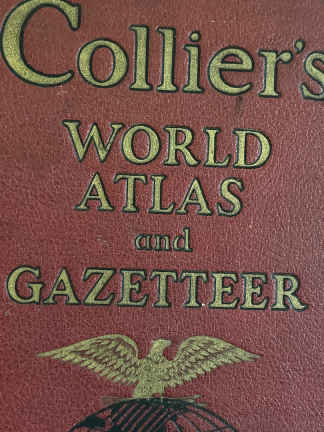 Collier's
WORLD
ATLAS
and
GAZETTEER